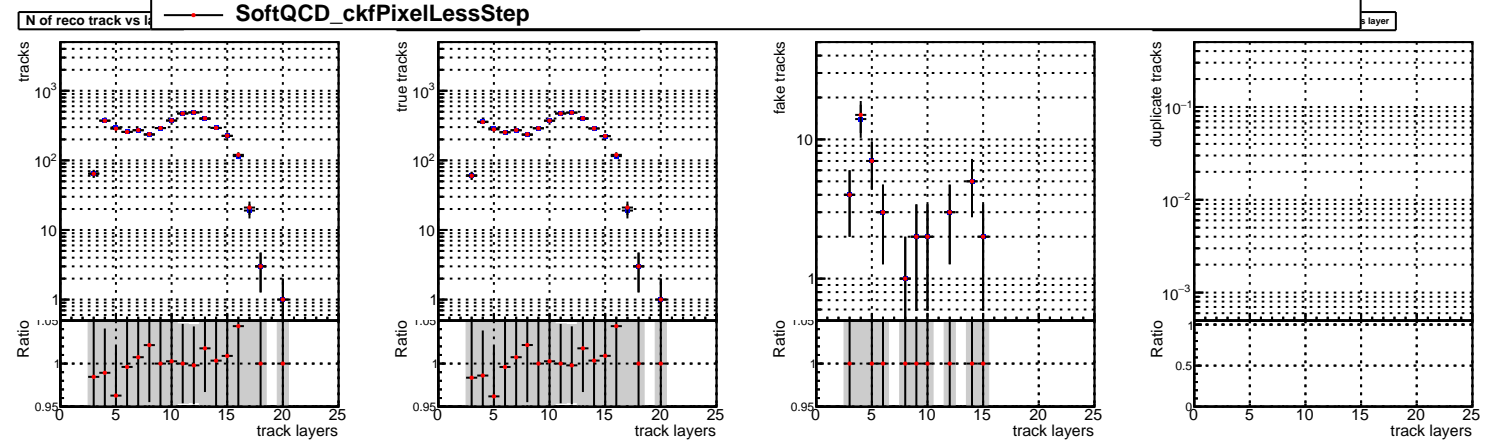 SoftQCD_ckfPixelLessStep
N of reco track vs la
s layer
tracks
10³
10²
10
1
Ratio
1.05
1
0.95
0 5 10 15 20 25
track layers
true tracks
10³
10²
10
1
Ratio
1.05
1
0.95
0 5 10 15 20 25
track layers
fake tracks
10
1
Ratio
1.05
1
0.95
0 5 10 15 20 25
track layers
duplicate tracks
10⁻¹
10⁻²
10⁻³
Ratio
1
0.5
0
0 5 10 15 20 25
track layers